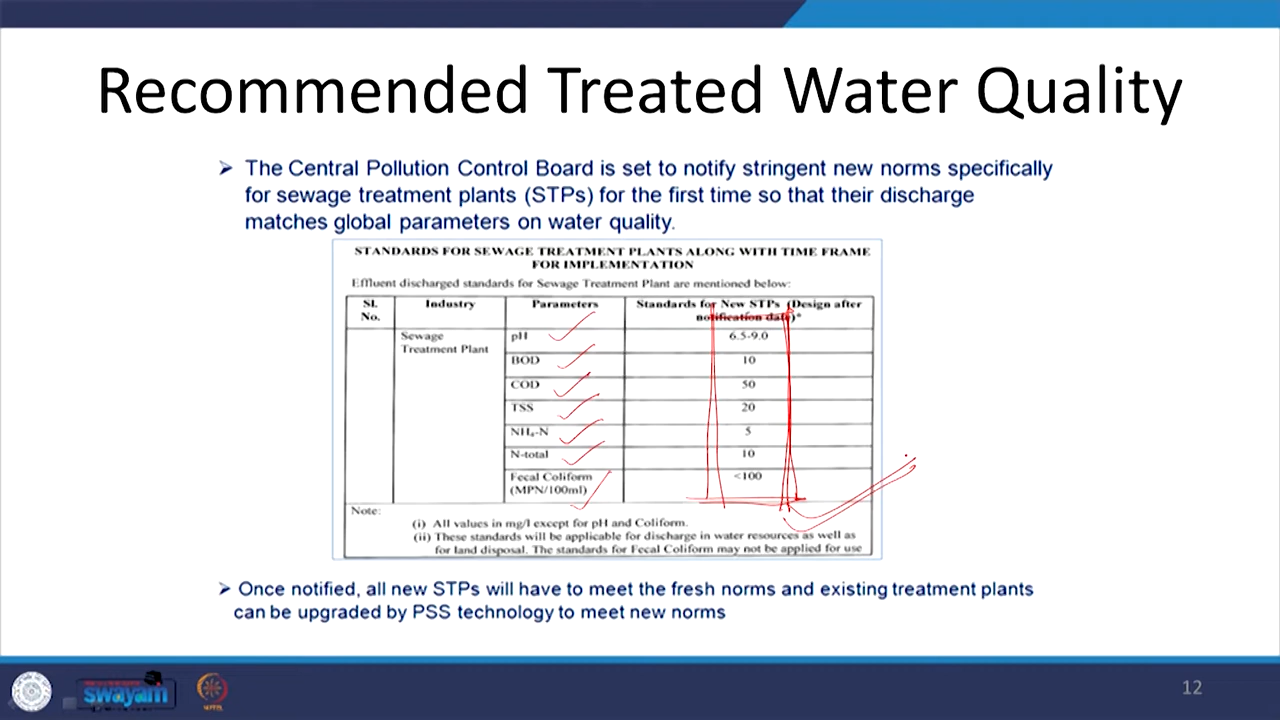 Recommended Treated Water Quality
➢ The Central Pollution Control Board is set to notify stringent new norms specifically
for sewage treatment plants (STPs) for the first time so that their discharge
matches global parameters on water quality.
STANDARDS FOR SEWAGE TREATMENT PLANTS ALONG WITH TIME FRAME
FOR IMPLEMENTATION
Effluent discharged standards for Sewage Treatment Plant are mentioned below:
Sl. No. Industry Parameters Standards for New STPs (Design after notification date)*
Sewage Treatment Plant pH 6.5-9.0
BOD 10
COD 50
TSS 20
NH₄-N 5
N-total 10
Fecal Coliform (MPN/100ml) <100
Note:
(i) All values in mg/l except for pH and Coliform.
(ii) These standards will be applicable for discharge in water resources as well as
for land disposal. The standards for Fecal Coliform may not be applied for use
➢ Once notified, all new STPs will have to meet the fresh norms and existing treatment plants
can be upgraded by PSS technology to meet new norms
swayam
12